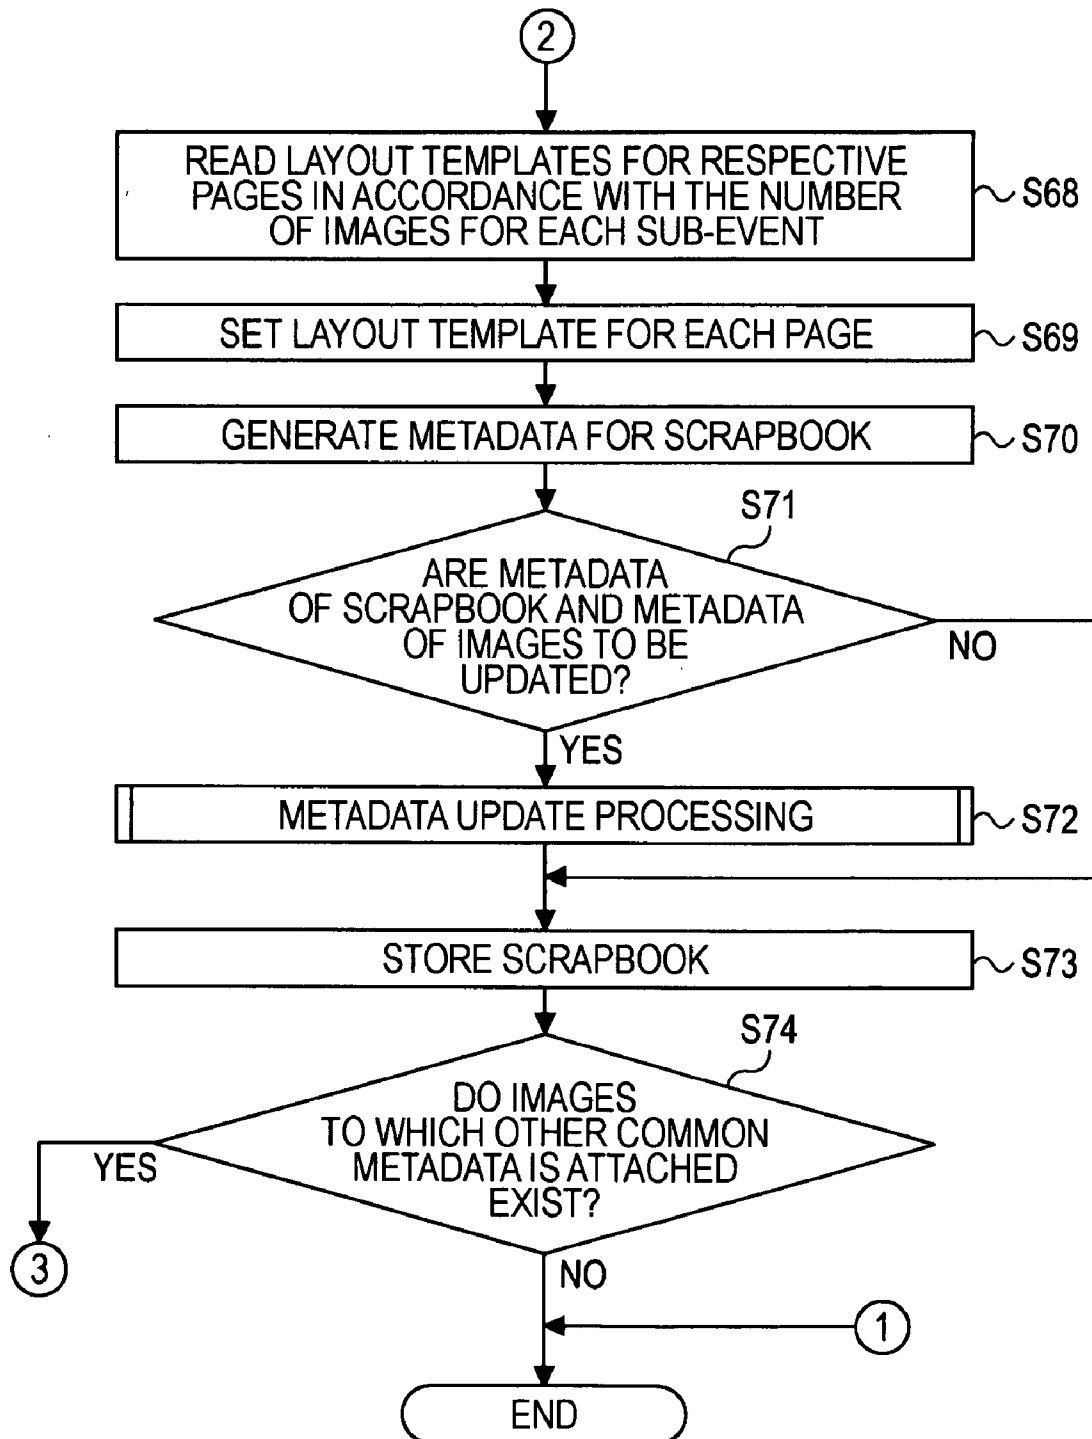 2
READ LAYOUT TEMPLATES FOR RESPECTIVE
PAGES IN ACCORDANCE WITH THE NUMBER
OF IMAGES FOR EACH SUB-EVENT
S68
SET LAYOUT TEMPLATE FOR EACH PAGE
S69
GENERATE METADATA FOR SCRAPBOOK
S70
S71
ARE METADATA
OF SCRAPBOOK AND METADATA
OF IMAGES TO BE
UPDATED?
NO
YES
METADATA UPDATE PROCESSING
S72
STORE SCRAPBOOK
S73
S74
DO IMAGES
TO WHICH OTHER COMMON
METADATA IS ATTACHED
EXIST?
YES
3
NO
1
END